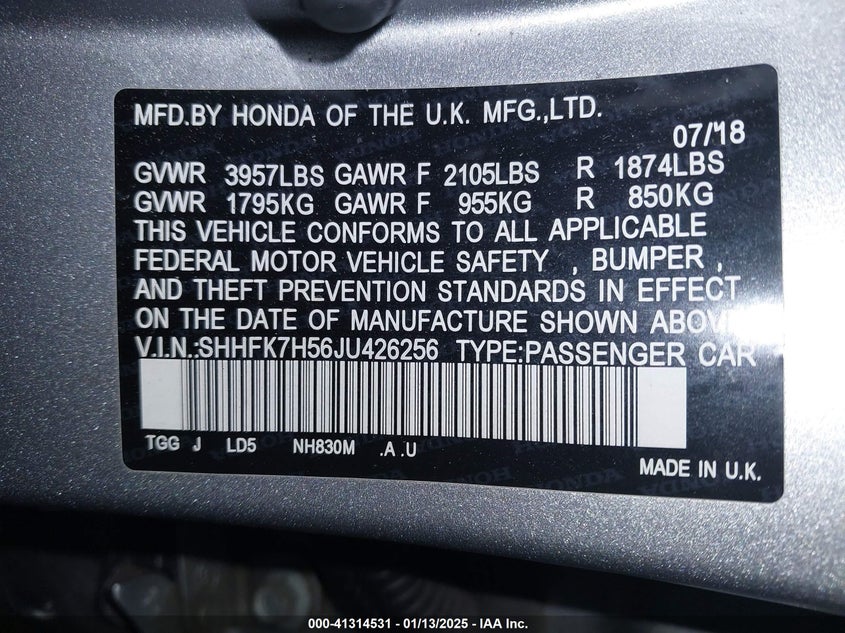 MFD.BY HONDA OF THE U.K. MFG.,LTD.
07/'18
GVWR 3957LBS GAWR F 2105LBS R 1874LBS
GVWR 1795KG GAWR F 955KG R 850KG
THIS VEHICLE CONFORMS TO ALL APPLICABLE
FEDERAL MOTOR VEHICLE SAFETY , BUMPER ,
AND THEFT PREVENTION STANDARDS IN EFFECT
ON THE DATE OF MANUFACTURE SHOWN ABOVE
V.I.N.:SHHFK7H56JU426256 TYPE:PASSENGER CAR
TGG J LD5 NH830M .A .U
MADE IN U.K.
000-41314531 - 01/13/2025 - IAA Inc.